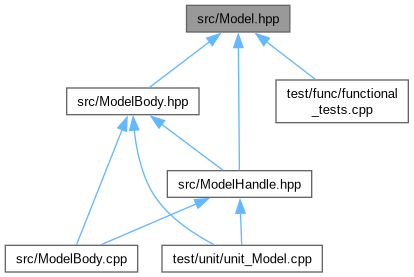 src/Model.hpp
src/ModelBody.hpp
test/func/functional
_tests.cpp
src/ModelHandle.hpp
src/ModelBody.cpp
test/unit/unit_Model.cpp